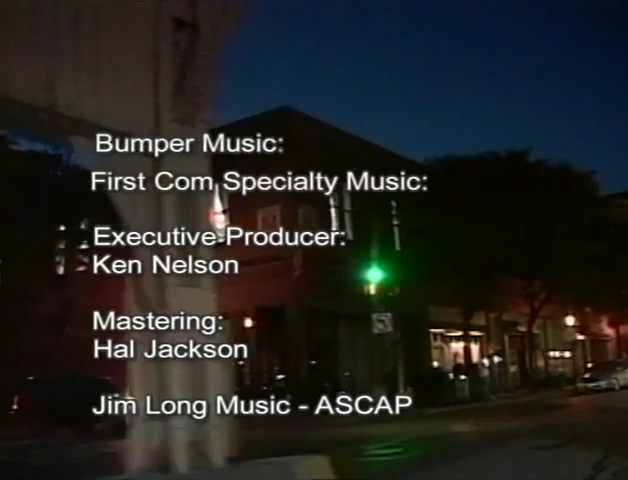 Bumper Music:
First Com Specialty Music:
Executive Producer:
Ken Nelson
Mastering:
Hal Jackson
Jim Long Music - ASCAP